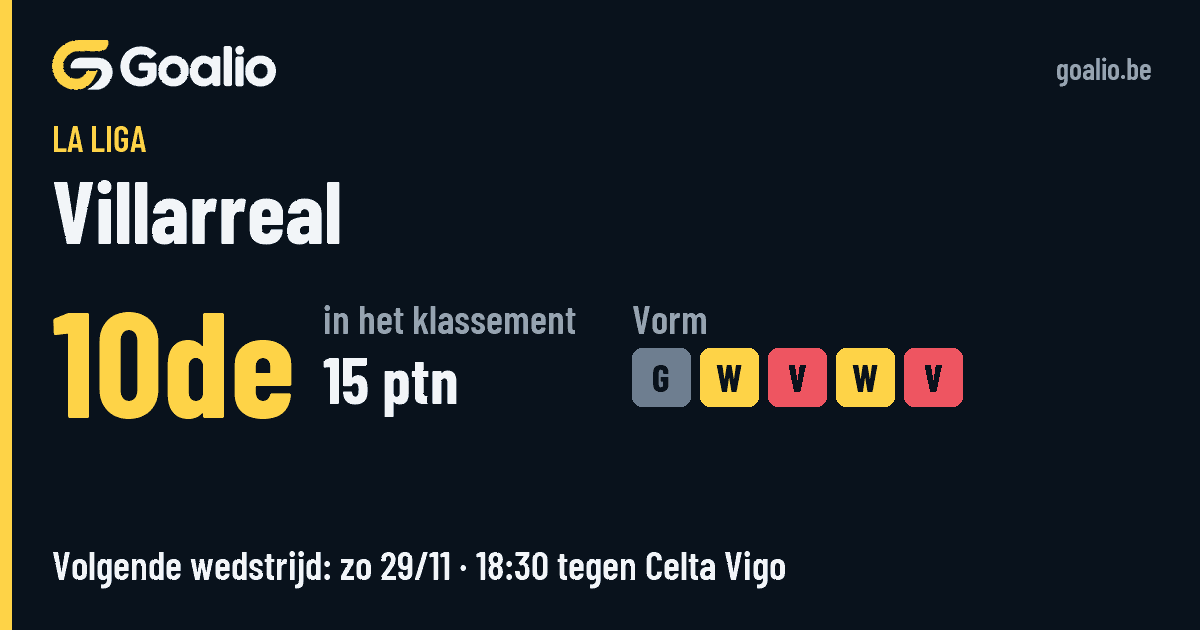 Goalio
goalio.be
LA LIGA
Villarreal
10de
in het klassement
15 ptn
Vorm
G W V W V
Volgende wedstrijd: zo 29/11 · 18:30 tegen Celta Vigo